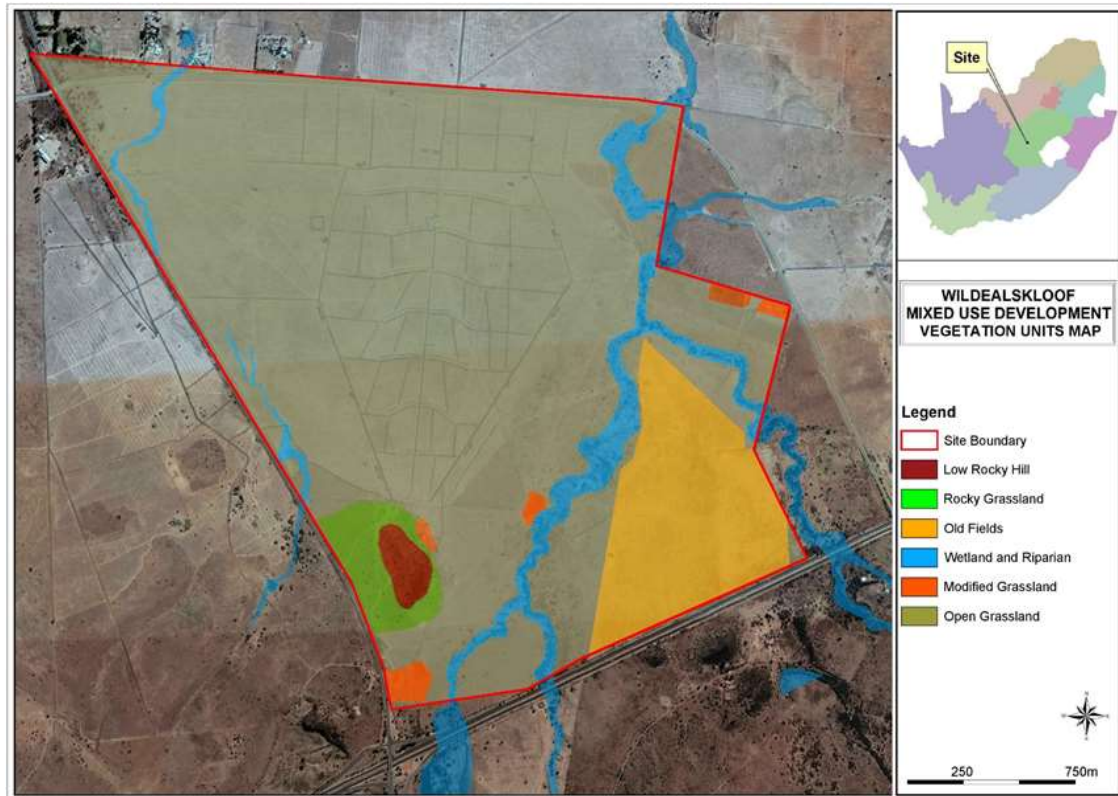 Site
WILDEALSKLOOF
MIXED USE DEVELOPMENT
VEGETATION UNITS MAP
Legend
Site Boundary
Low Rocky Hill
Rocky Grassland
Old Fields
Wetland and Riparian
Modified Grassland
Open Grassland
N
W
E
S
250
750m